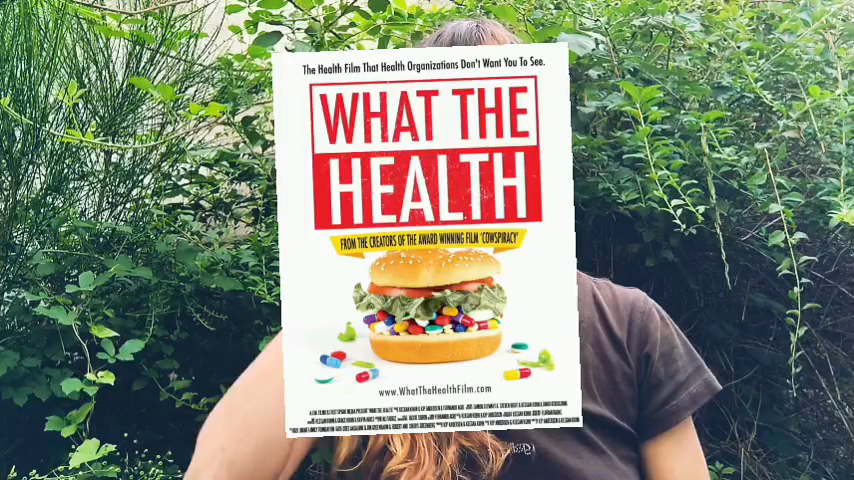 The Health Film That Health Organizations Don't Want You To See.
WHAT THE
HEALTH
FROM THE CREATORS OF THE AWARD WINNING FILM 'COWSPIRACY'
www.WhatTheHealthFilm.com